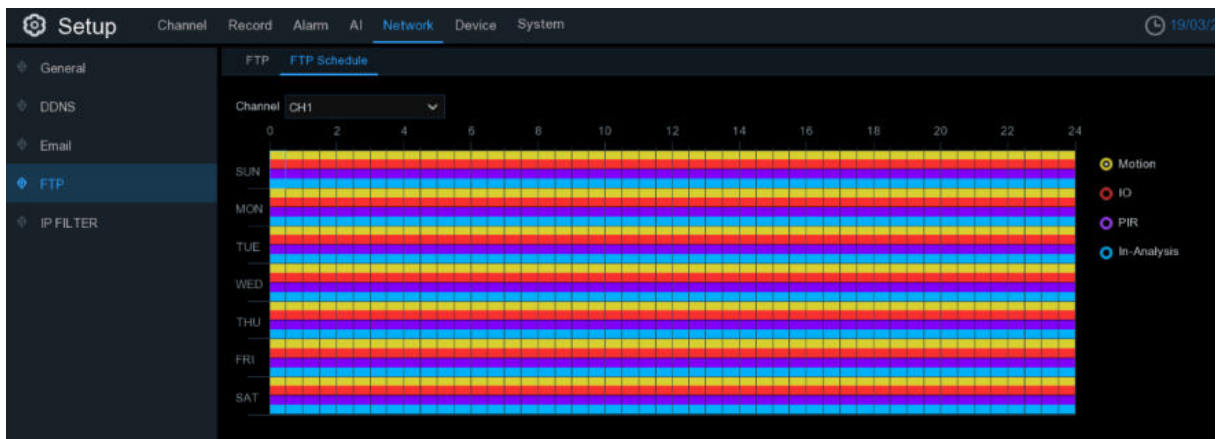 Setup Channel Record Alarm AI Network Device System 19/03/2
General
DDNS
Email
FTP
IP FILTER
FTP FTP Schedule
Channel CH1
0 2 4 6 8 10 12 14 16 18 20 22 24
SUN
MON
TUE
WED
THU
FRI
SAT
Motion
IO
PIR
In-Analysis